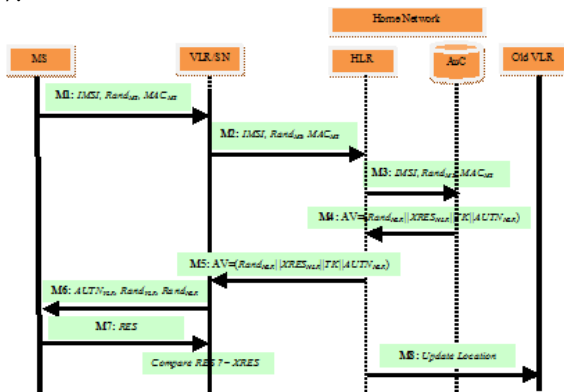 Home Network
MS
VLR/SN
HLR
AuC
Old VLR
M1: IMSI, Rand_MS, MAC_MS
M2: IMSI, Rand_MS, MAC_MS
M3: IMSI, Rand_MS, MAC_MS
M4: AV=(Rand_HLR||XRES_HLR||TK||AUTN_HLR)
M5: AV=(Rand_HLR||XRES_HLR||TK||AUTN_HLR)
M6: AUTN_VLR, Rand_VLR, Rand_HLR
M7: RES
M8: Update Location
Compare RES ?= XRES